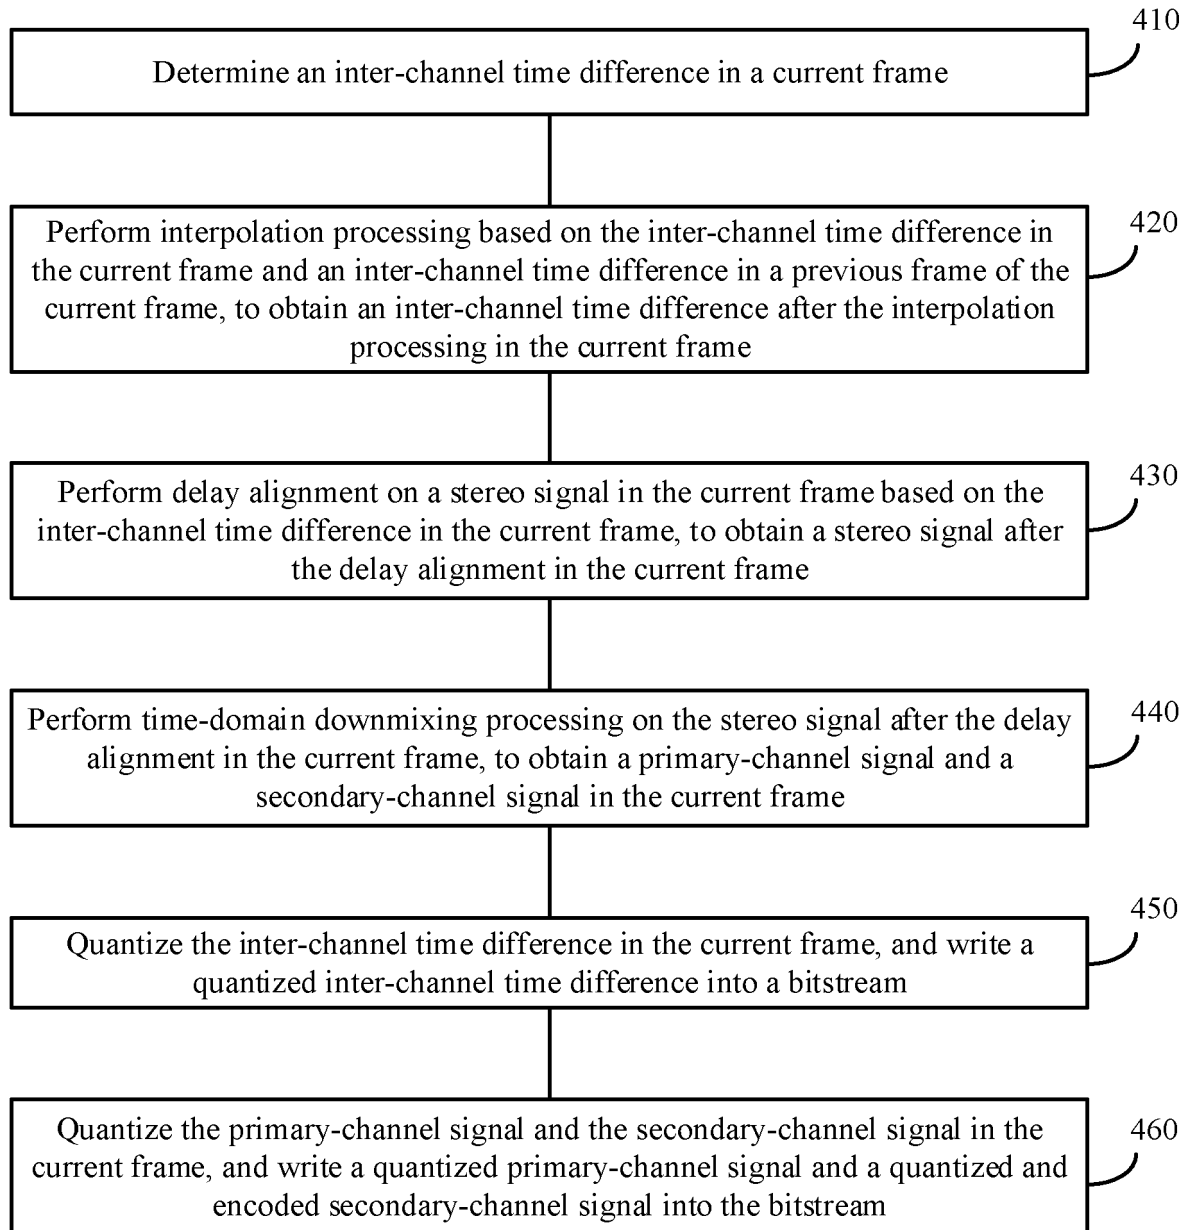 410
Determine an inter-channel time difference in a current frame
420
Perform interpolation processing based on the inter-channel time difference in
the current frame and an inter-channel time difference in a previous frame of the
current frame, to obtain an inter-channel time difference after the interpolation
processing in the current frame
430
Perform delay alignment on a stereo signal in the current frame based on the
inter-channel time difference in the current frame, to obtain a stereo signal after
the delay alignment in the current frame
440
Perform time-domain downmixing processing on the stereo signal after the delay
alignment in the current frame, to obtain a primary-channel signal and a
secondary-channel signal in the current frame
450
Quantize the inter-channel time difference in the current frame, and write a
quantized inter-channel time difference into a bitstream
460
Quantize the primary-channel signal and the secondary-channel signal in the
current frame, and write a quantized primary-channel signal and a quantized and
encoded secondary-channel signal into the bitstream